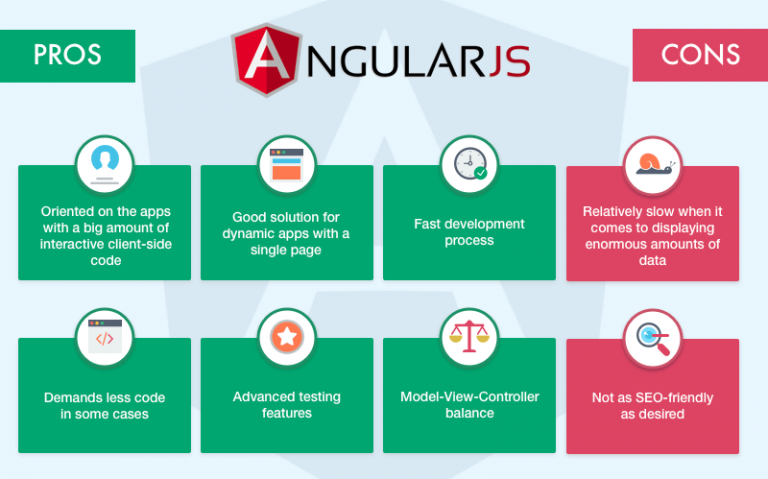 PROS
ANGULARJS
CONS
Oriented on the apps
with a big amount of
interactive client-side
code
Good solution for
dynamic apps with a
single page
Fast development
process
Relatively slow when it
comes to displaying
enormous amounts of
data
</>
Demands less code
in some cases
Advanced testing
features
Model-View-Controller
balance
Not as SEO-friendly
as desired